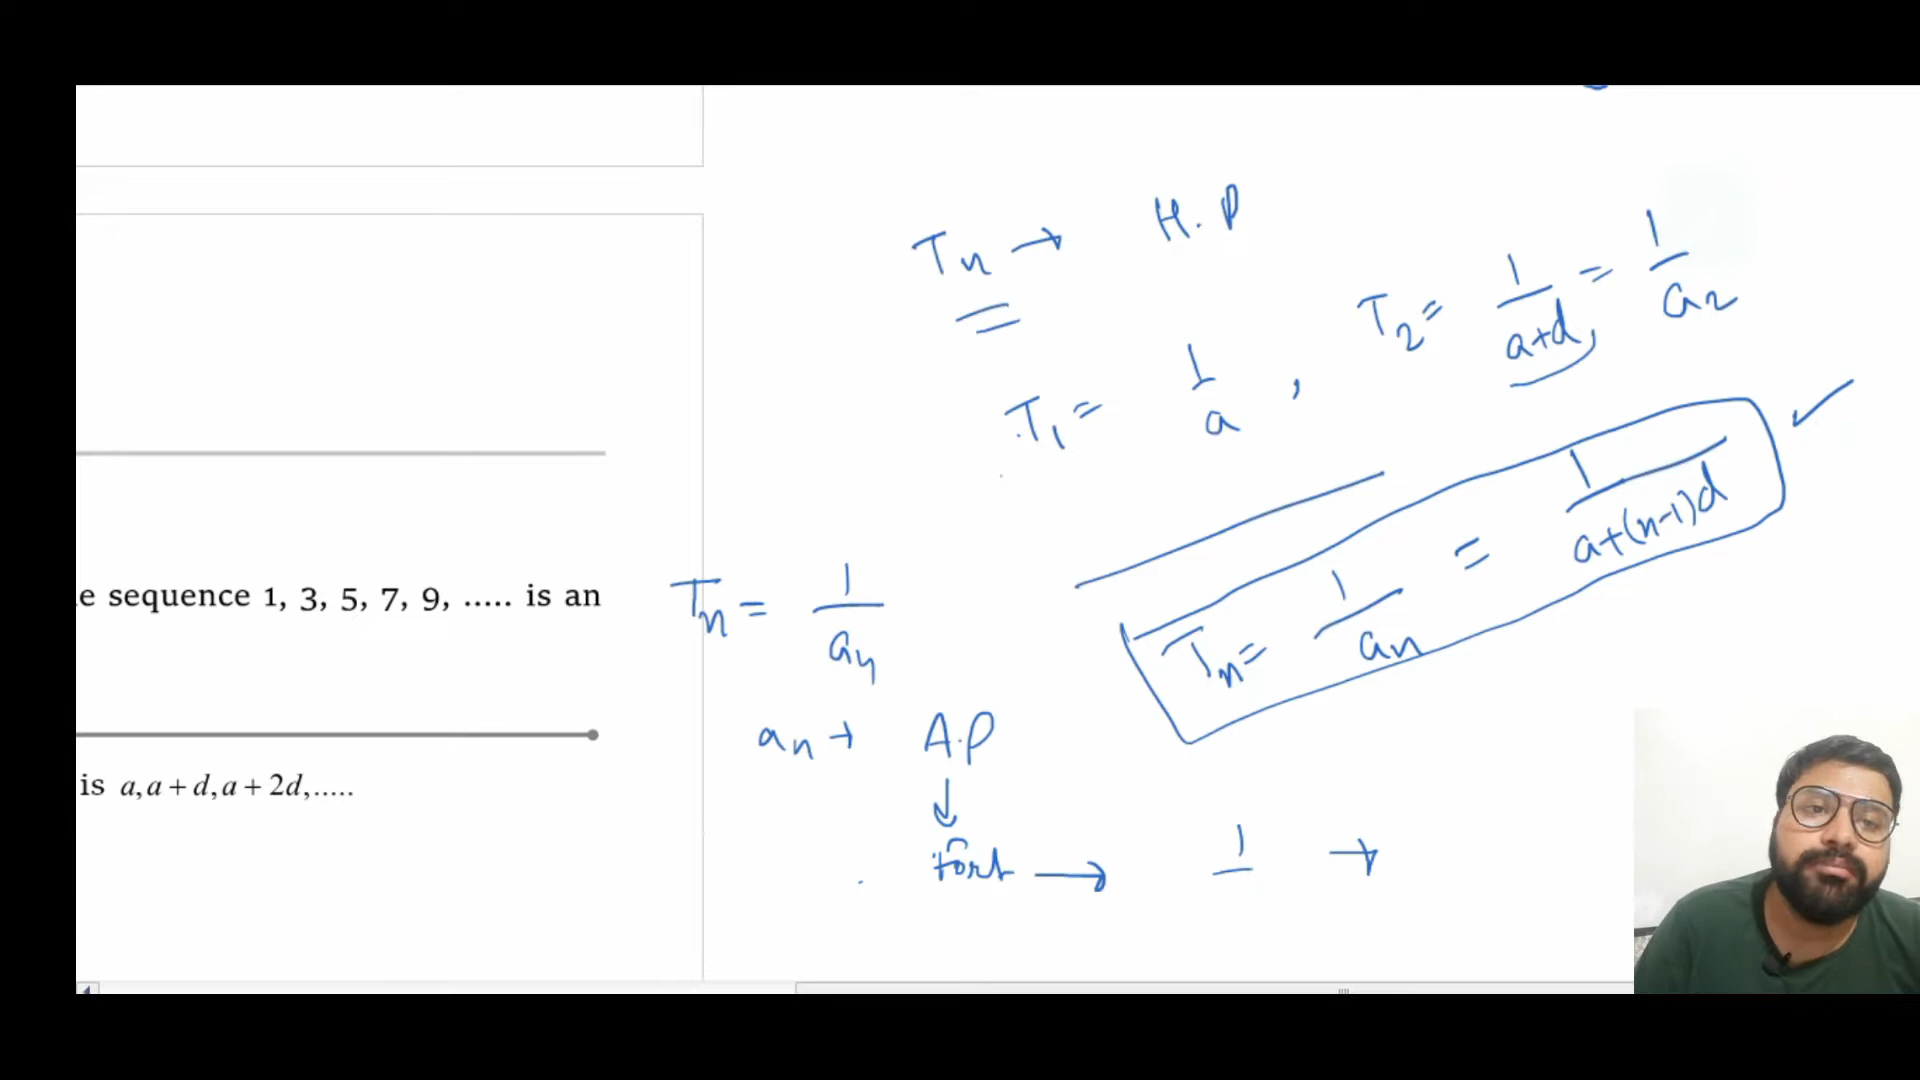 e sequence 1, 3, 5, 7, 9, ..... is an
is a, a + d, a + 2d, .....
Tn → H.P
T1 = 1/a , T2 = 1/(a+d), = 1/a2
Tn = 1/an = 1/(a+(n-1)d) ✓
Tn = 1/an
an → A.P
↓
→ 1/ →